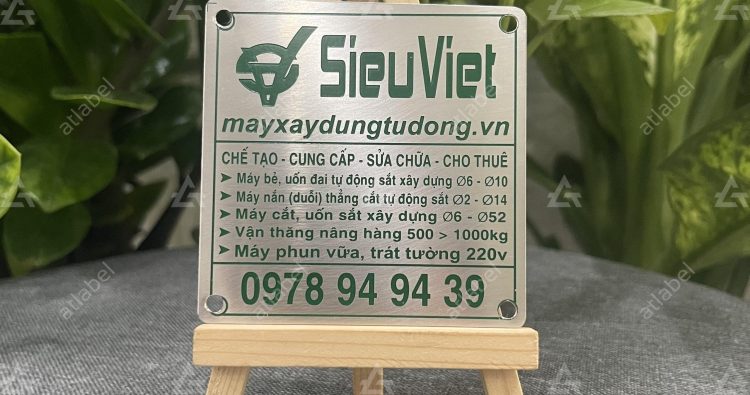 SieuViet
mayxaydungtudong.vn
CHẾ TẠO - CUNG CẤP - SỬA CHỮA - CHO THUÊ
➤ Máy bẻ, uốn đai tự động sắt xây dựng Ø6 - Ø10
➤ Máy nắn (duỗi) thẳng cắt tự động sắt Ø2 - Ø14
➤ Máy cắt, uốn sắt xây dựng Ø6 - Ø52
➤ Vận thăng nâng hàng 500 > 1000kg
➤ Máy phun vữa, trát tường 220v
0978 94 94 39
atlabel